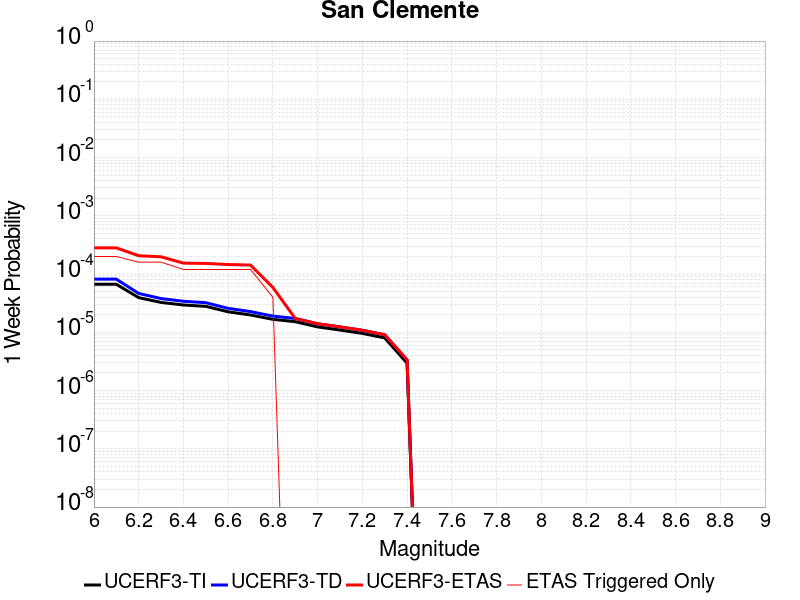 San Clemente
10^0
10^-1
10^-2
10^-3
10^-4
10^-5
10^-6
10^-7
10^-8
1 Week Probability
6 6.2 6.4 6.6 6.8 7 7.2 7.4 7.6 7.8 8 8.2 8.4 8.6 8.8 9
Magnitude
UCERF3-TI UCERF3-TD UCERF3-ETAS ETAS Triggered Only